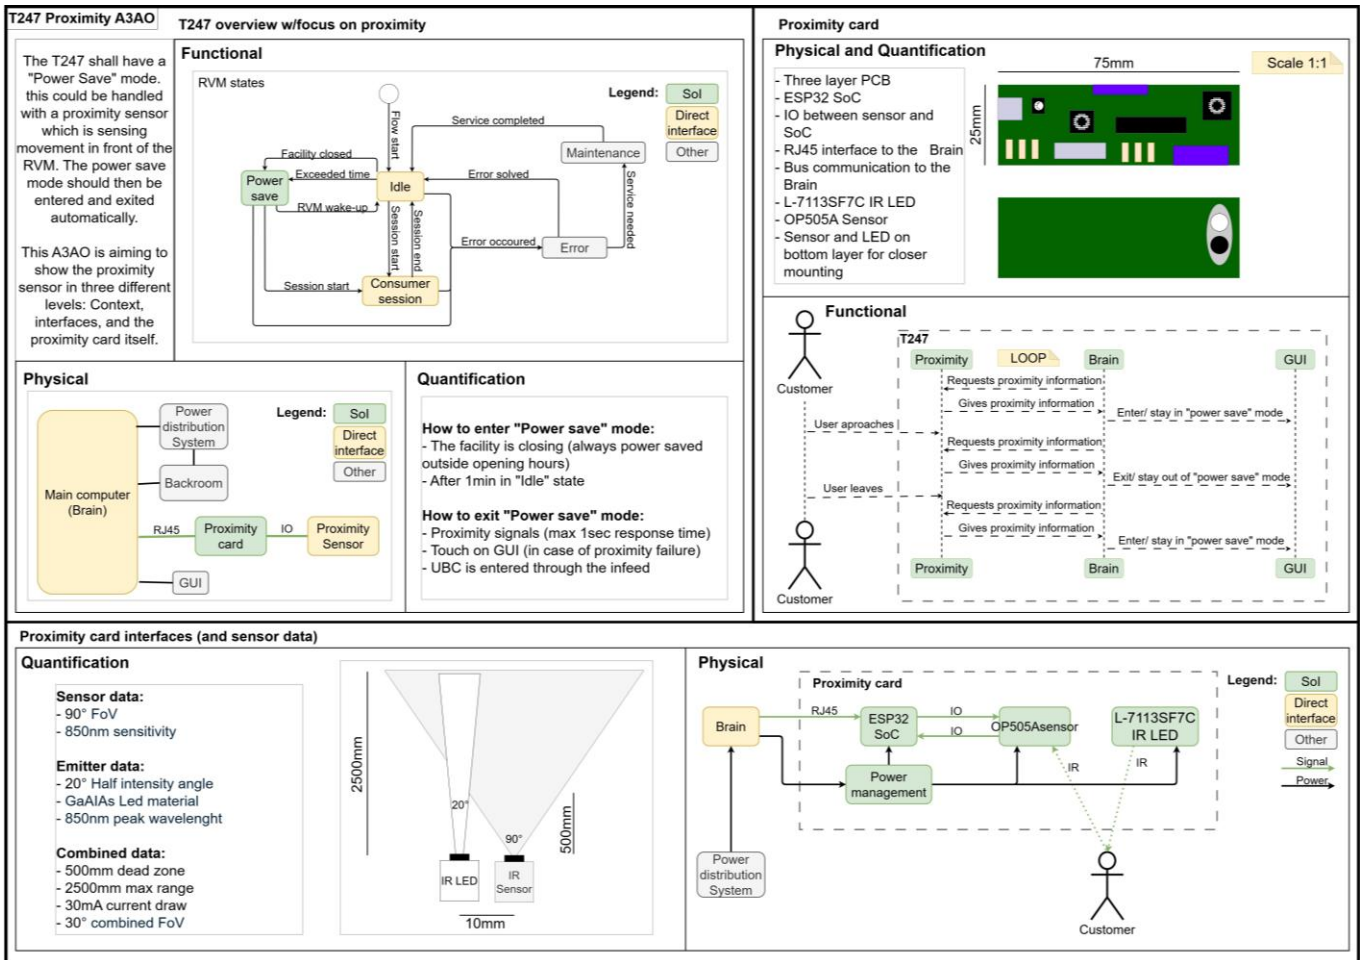 T247 Proximity A3AO
T247 overview w/focus on proximity
The T247 shall have a
"Power Save" mode.
this could be handled
with a proximity sensor
which is sensing
movement in front of the
RVM. The power save
mode should then be
entered and exited
automatically.
This A3AO is aiming to
show the proximity
sensor in three different
levels: Context,
interfaces, and the
proximity card itself.
Functional
RVM states
Legend:
SoI
Direct
interface
Other
Flow start
Service completed
Maintenance
Facility closed
Exceeded time
Power
save
Idle
Error solved
RVM wake-up
Session start
Session end
Error occoured
Error
Service needed
Session start
Consumer
session
Physical
Legend:
SoI
Direct
interface
Other
Power
distribution
System
Backroom
Main computer
(Brain)
RJ45
Proximity
card
IO
Proximity
Sensor
GUI
Quantification
How to enter "Power save" mode:
- The facility is closing (always power saved
outside opening hours)
- After 1min in "Idle" state
How to exit "Power save" mode:
- Proximity signals (max 1sec response time)
- Touch on GUI (in case of proximity failure)
- UBC is entered through the infeed
Proximity card
Physical and Quantification
- Three layer PCB
- ESP32 SoC
- IO between sensor and
SoC
- RJ45 interface to the Brain
- Bus communication to the
Brain
- L-7113SF7C IR LED
- OP505A Sensor
- Sensor and LED on
bottom layer for closer
mounting
75mm
25mm
Scale 1:1
Functional
T247
Customer
Proximity
LOOP
Brain
GUI
Requests proximity information
Gives proximity information
Enter/ stay in "power save" mode
User aproaches
Requests proximity information
Gives proximity information
Exit/ stay out of "power save" mode
User leaves
Requests proximity information
Gives proximity information
Enter/ stay in "power save" mode
Proximity
Brain
GUI
Customer
Proximity card interfaces (and sensor data)
Quantification
Sensor data:
- 90° FoV
- 850nm sensitivity
Emitter data:
- 20° Half intensity angle
- GaAIAs Led material
- 850nm peak wavelenght
Combined data:
- 500mm dead zone
- 2500mm max range
- 30mA current draw
- 30° combined FoV
2500mm
20°
90°
500mm
IR LED
IR
Sensor
10mm
Physical
Proximity card
Legend:
SoI
Direct
interface
Other
Signal
Power
Brain
RJ45
ESP32
SoC
IO
IO
OP505Asensor
L-7113SF7C
IR LED
IR
IR
Power
management
Power
distribution
System
Customer